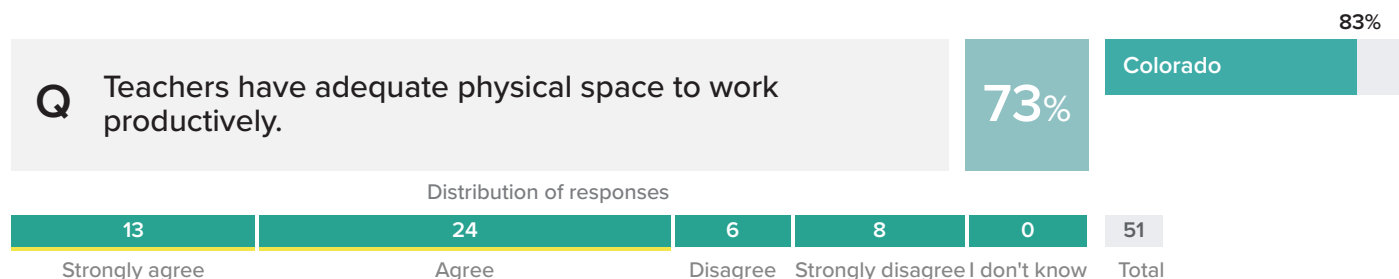 83%
Q
Teachers have adequate physical space to work
productively.
73%
Colorado
Distribution of responses
13 24 6 8 0 51
Strongly agree Agree Disagree Strongly disagree I don't know Total